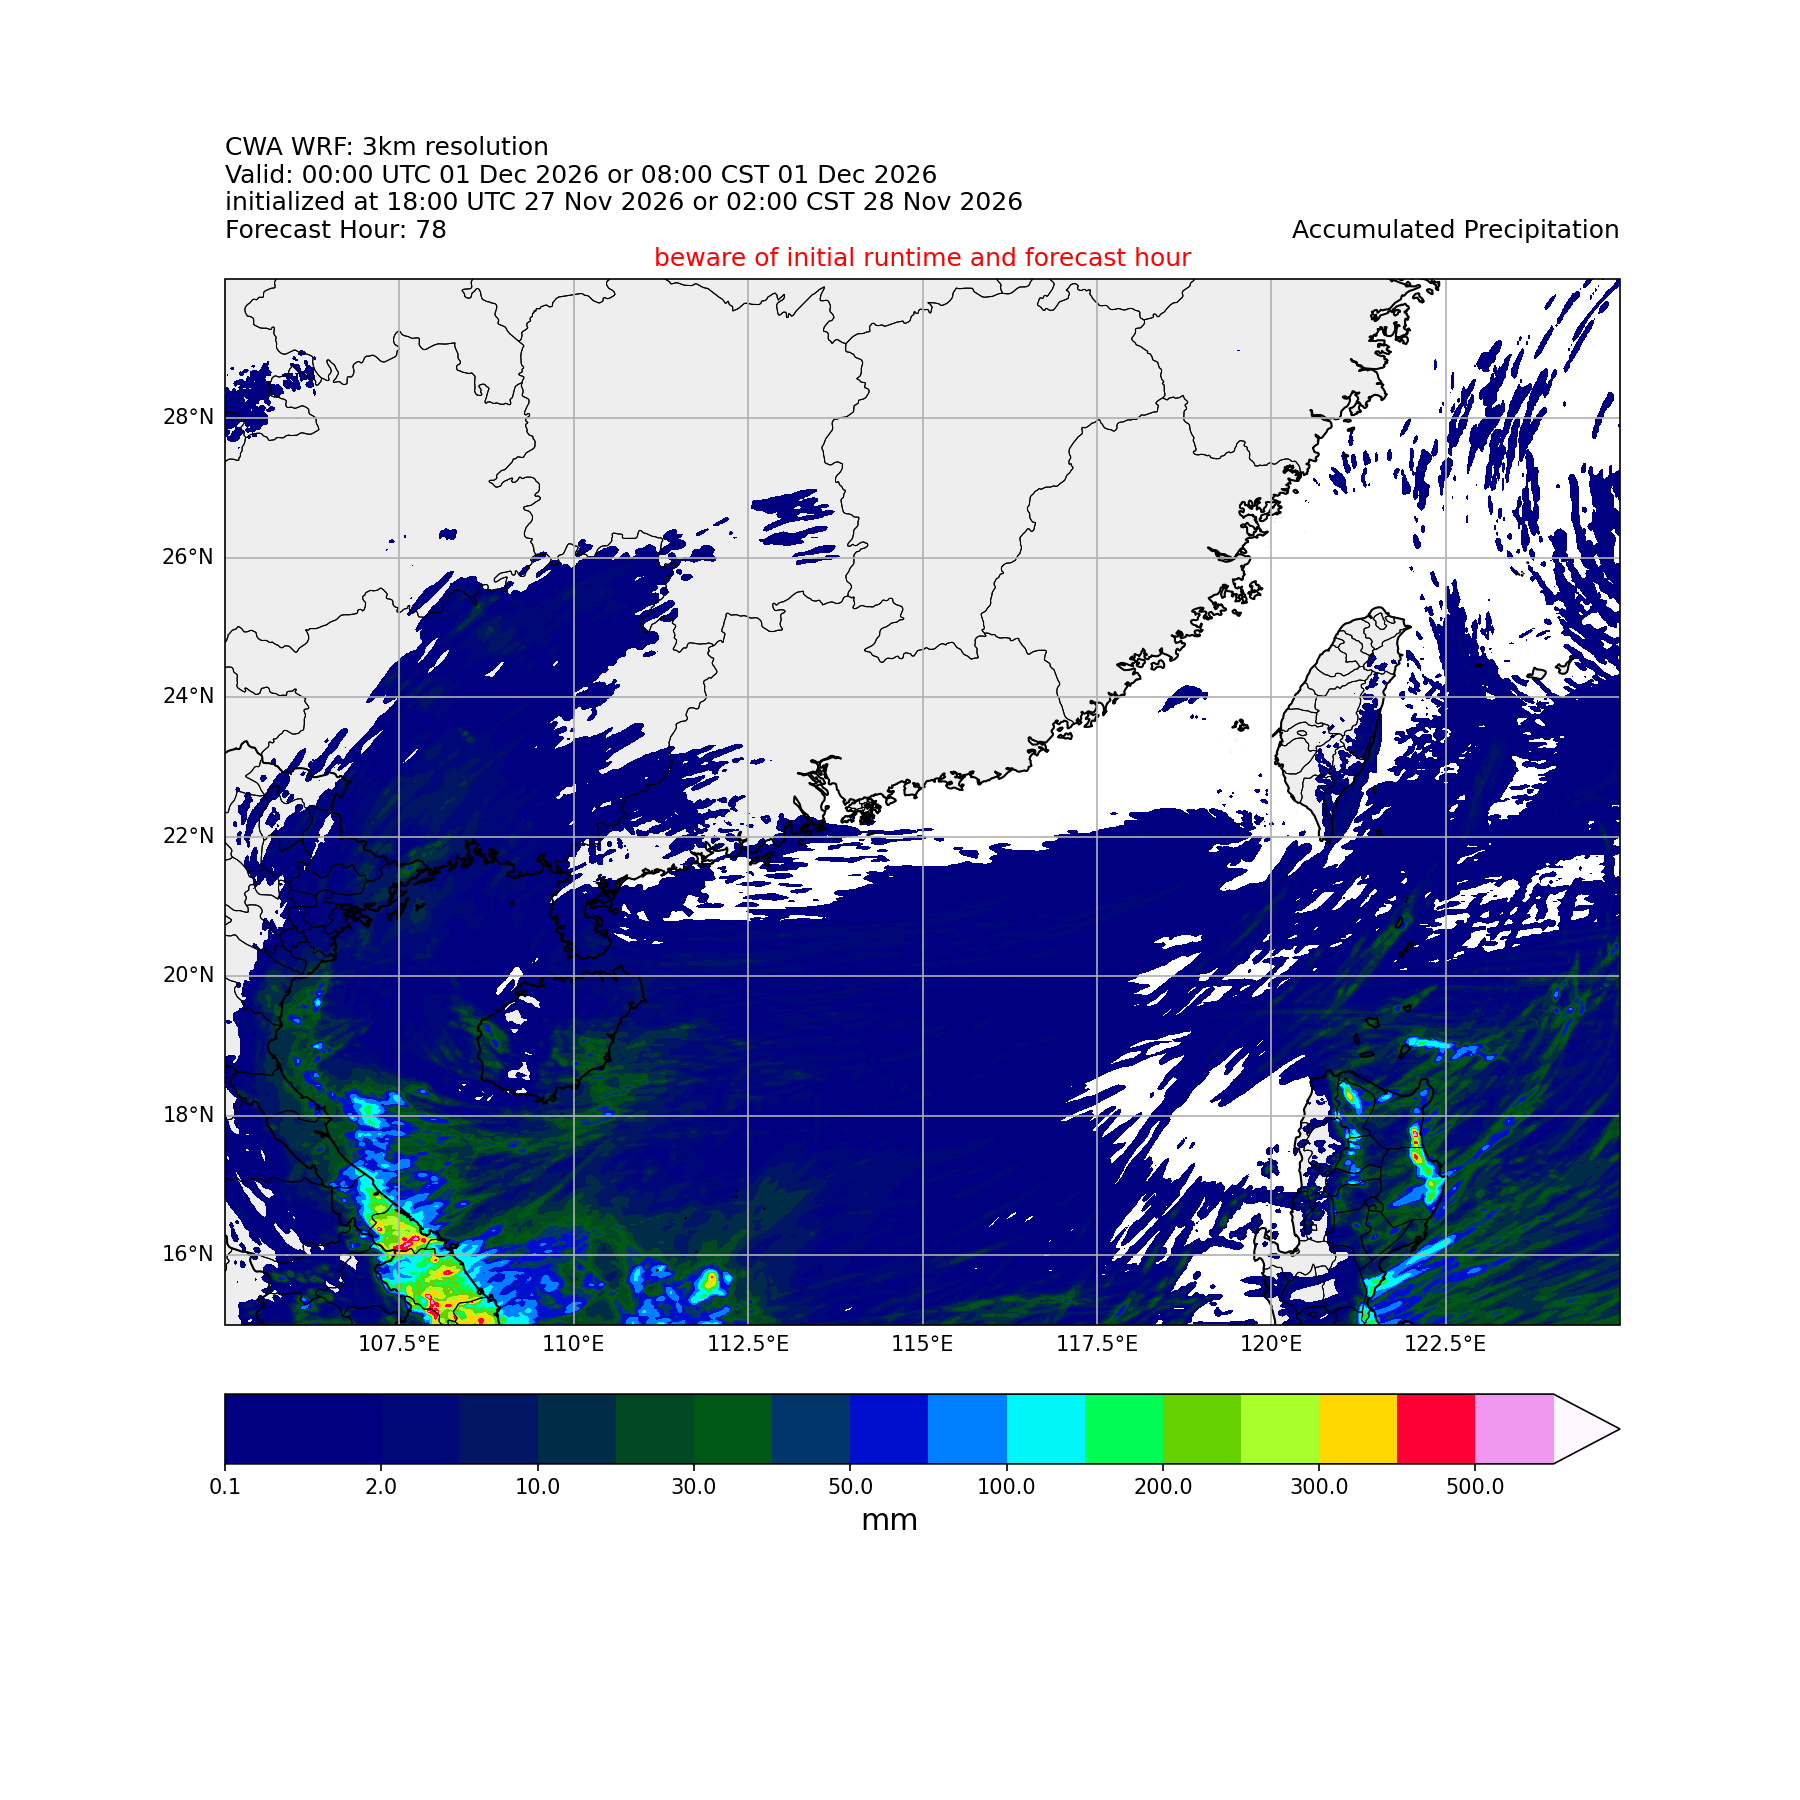 CWA WRF: 3km resolution
Valid: 00:00 UTC 01 Dec 2026 or 08:00 CST 01 Dec 2026
initialized at 18:00 UTC 27 Nov 2026 or 02:00 CST 28 Nov 2026
Forecast Hour: 78
Accumulated Precipitation
beware of initial runtime and forecast hour
28°N
26°N
24°N
22°N
20°N
18°N
16°N
107.5°E 110°E 112.5°E 115°E 117.5°E 120°E 122.5°E
0.1 2.0 10.0 30.0 50.0 100.0 200.0 300.0 500.0
mm